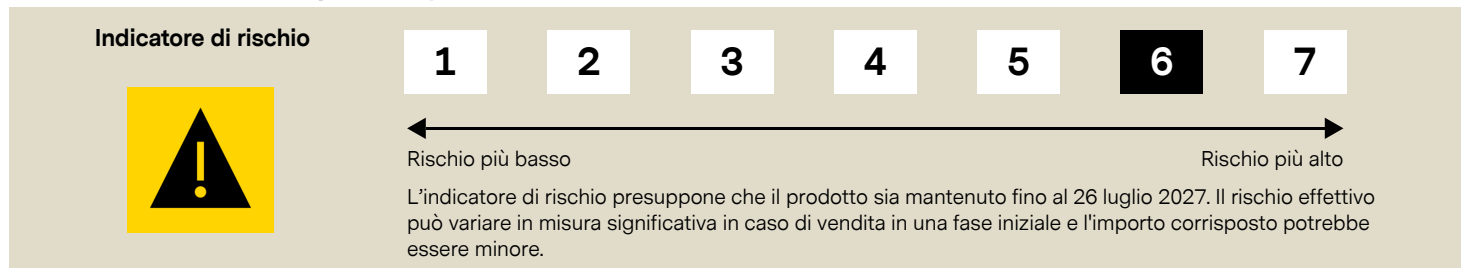 Indicatore di rischio
1 2 3 4 5 6 7
Rischio più basso Rischio più alto
L'indicatore di rischio presuppone che il prodotto sia mantenuto fino al 26 luglio 2027. Il rischio effettivo
può variare in misura significativa in caso di vendita in una fase iniziale e l'importo corrisposto potrebbe
essere minore.